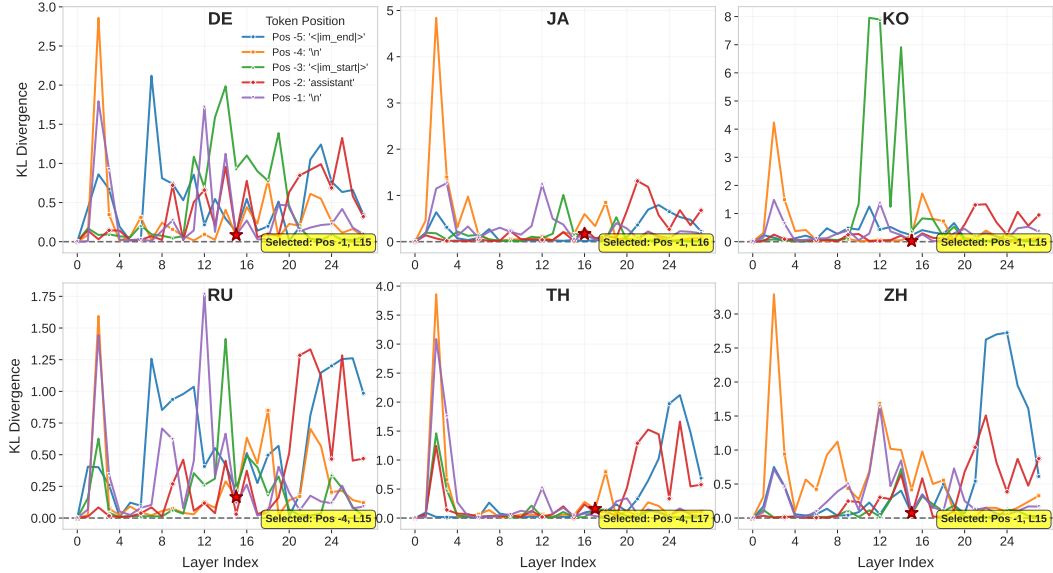 DE
JA
KO
3.0
2.5
2.0
1.5
1.0
0.5
0.0
KL Divergence
Token Position
Pos -5: '<|im_end|>'
Pos -4: '\n'
Pos -3: '<|im_start|>'
Pos -2: 'assistant'
Pos -1: '\n'
Selected: Pos -1, L15
0 4 8 12 16 20 24
5
4
3
2
1
0
Selected: Pos -1, L16
0 4 8 12 16 20 24
8
7
6
5
4
3
2
1
0
Selected: Pos -1, L15
0 4 8 12 16 20 24
RU
TH
ZH
1.75
1.50
1.25
1.00
0.75
0.50
0.25
0.00
KL Divergence
Selected: Pos -4, L15
0 4 8 12 16 20 24
Layer Index
4.0
3.5
3.0
2.5
2.0
1.5
1.0
0.5
0.0
Selected: Pos -4, L17
0 4 8 12 16 20 24
Layer Index
3.0
2.5
2.0
1.5
1.0
0.5
0.0
Selected: Pos -1, L15
0 4 8 12 16 20 24
Layer Index